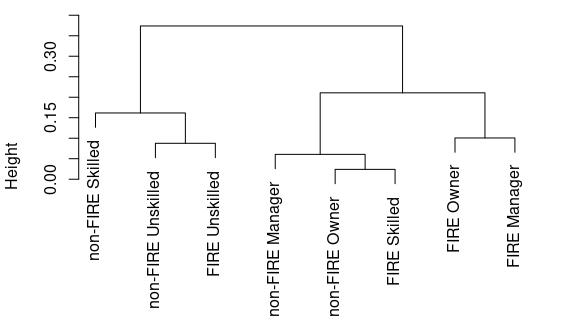 Height
0.30
0.15
0.00
non-FIRE Skilled
non-FIRE Unskilled
FIRE Unskilled
non-FIRE Manager
non-FIRE Owner
FIRE Skilled
FIRE Owner
FIRE Manager